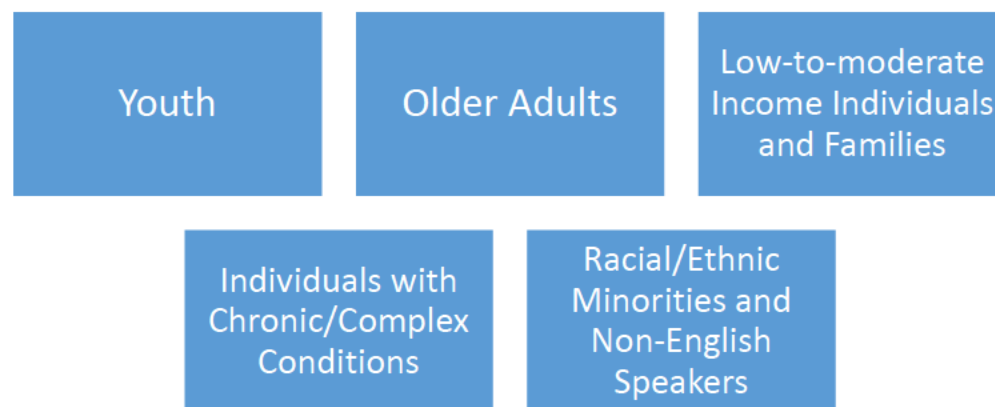 Youth
Older Adults
Low-to-moderate
Income Individuals
and Families
Individuals with
Chronic/Complex
Conditions
Racial/Ethnic
Minorities and
Non-English
Speakers